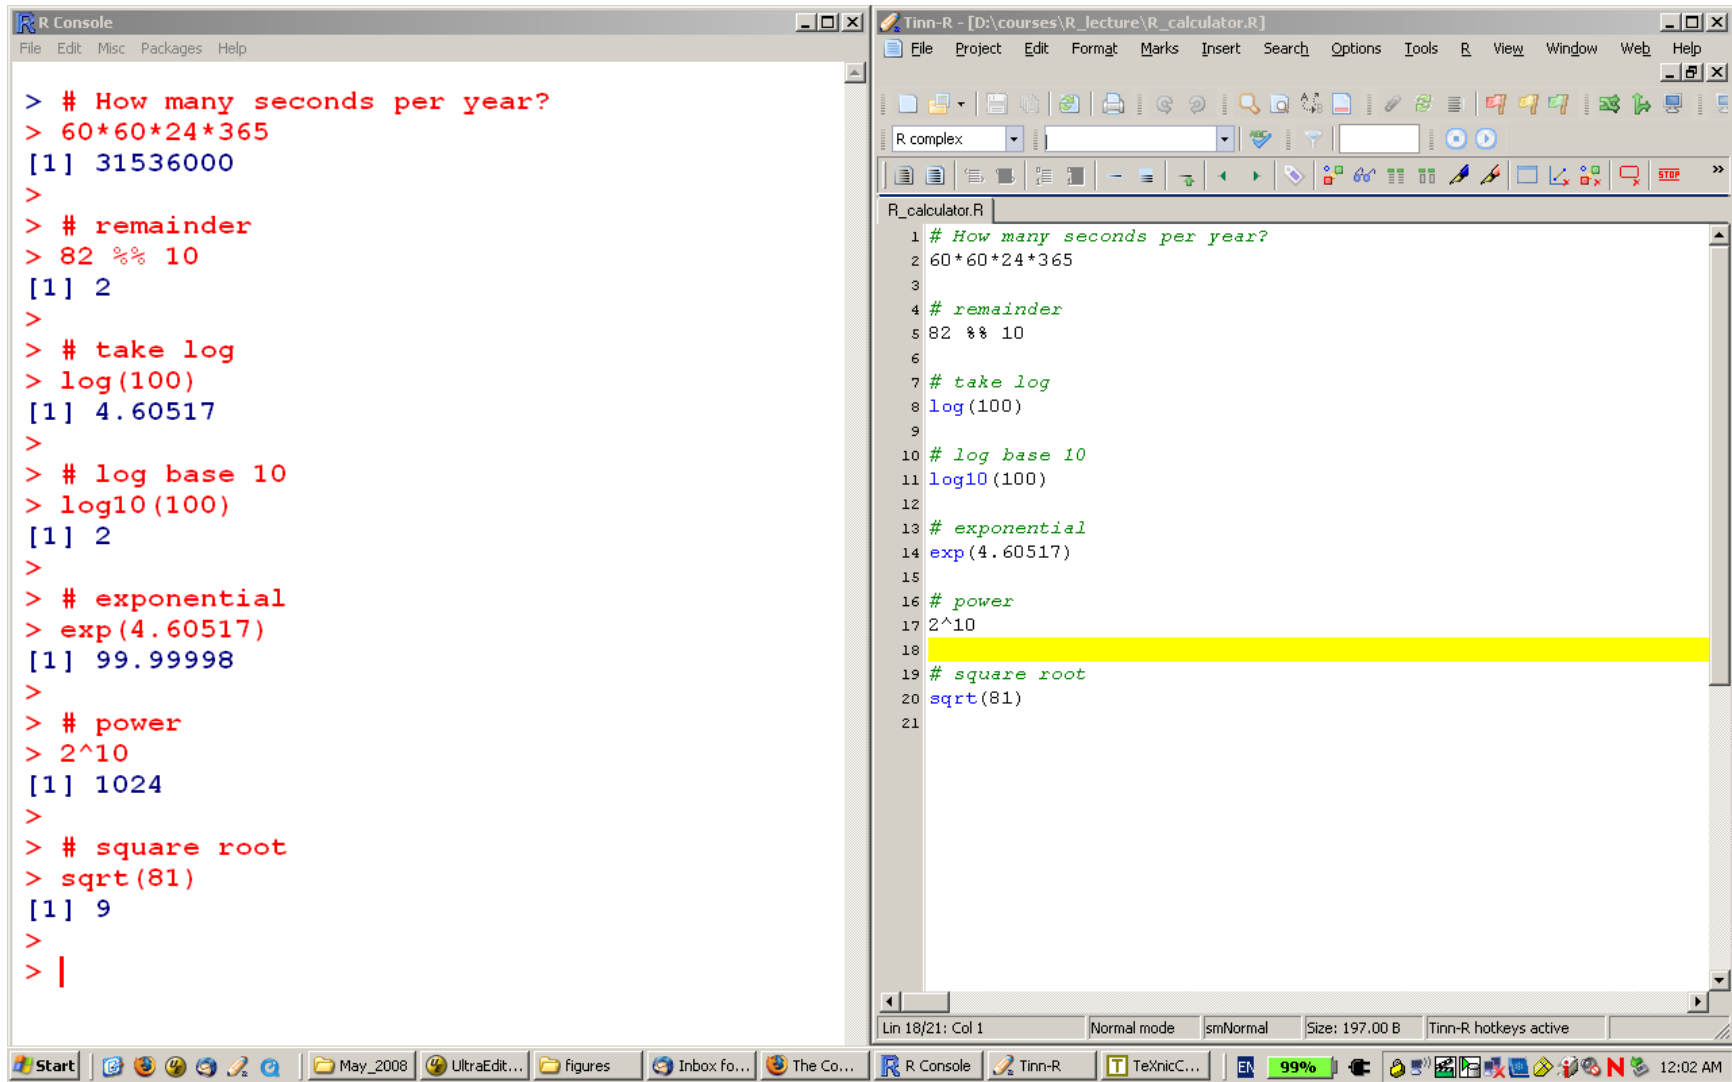 R Console
File Edit Misc Packages Help
> # How many seconds per year?
> 60*60*24*365
[1] 31536000
>
> # remainder
> 82 %% 10
[1] 2
>
> # take log
> log(100)
[1] 4.60517
>
> # log base 10
> log10(100)
[1] 2
>
> # exponential
> exp(4.60517)
[1] 99.99998
>
> # power
> 2^10
[1] 1024
>
> # square root
> sqrt(81)
[1] 9
>
>
Tinn-R - [D:\courses\R_lecture\R_calculator.R]
File Project Edit Format Marks Insert Search Options Tools R View Window Web Help
R complex
STOP
R_calculator.R
1 # How many seconds per year?
2 60*60*24*365
3
4 # remainder
5 82 %% 10
6
7 # take log
8 log(100)
9
10 # log base 10
11 log10(100)
12
13 # exponential
14 exp(4.60517)
15
16 # power
17 2^10
18
19 # square root
20 sqrt(81)
21
Lin 18/21: Col 1 Normal mode smNormal Size: 197.00 B Tinn-R hotkeys active
Start May_2008 UltraEdit... figures Inbox fo... The Co... R Console Tinn-R TeXnicC... EN 99% 12:02 AM